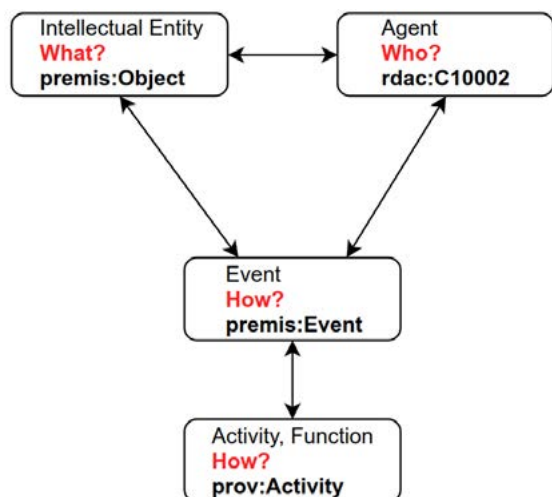 Intellectual Entity
What?
premis:Object
Agent
Who?
rdac:C10002
Event
How?
premis:Event
Activity, Function
How?
prov:Activity